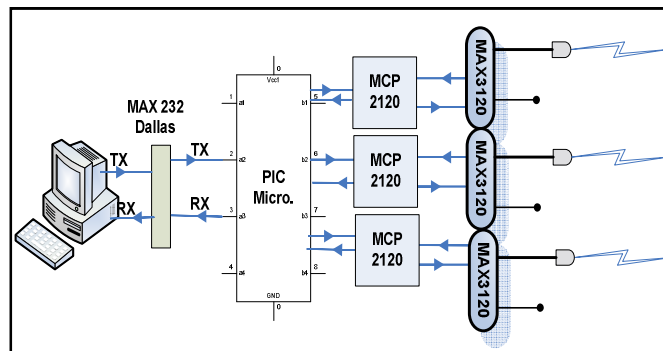 MAX 232
Dallas
TX
RX
TX
RX
0
Vcc1
1
a1
2
a2
3
a3
4
a4
PIC
Micro.
5
b1
6
b2
7
b3
8
b4
GND
0
MCP
2120
MCP
2120
MCP
2120
MAX3120
MAX3120
MAX3120